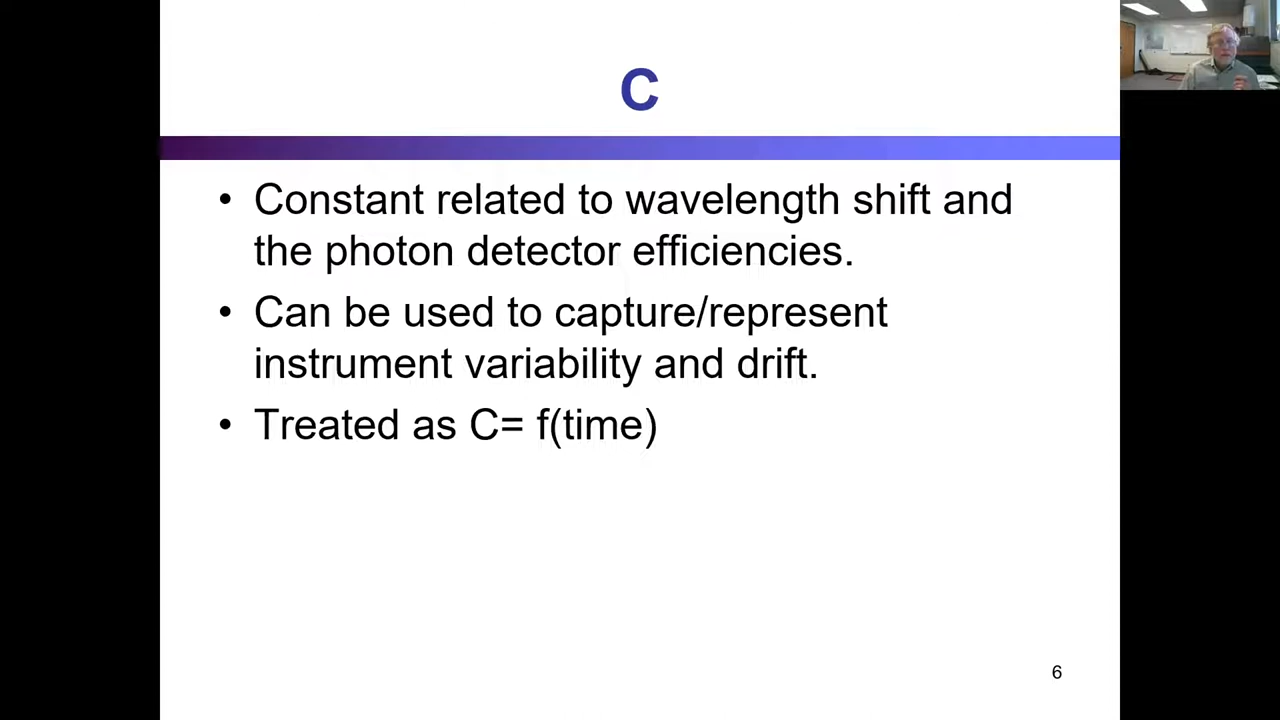 C
• Constant related to wavelength shift and
the photon detector efficiencies.
• Can be used to capture/represent
instrument variability and drift.
• Treated as C= f(time)
6